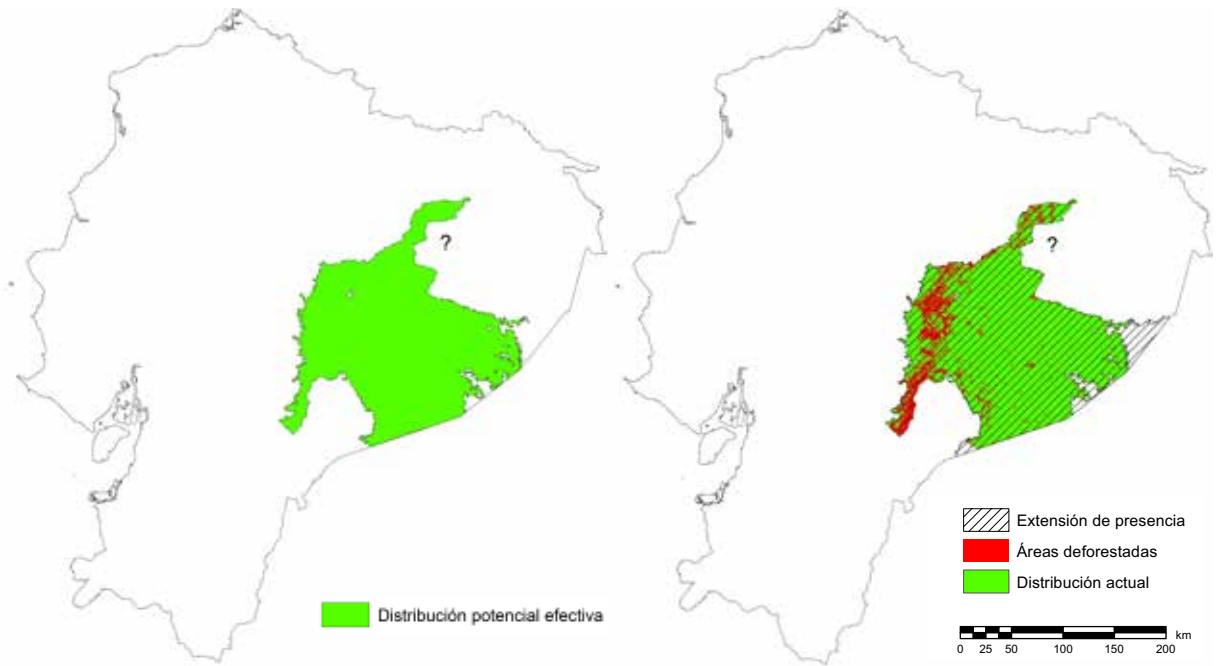 ?
Distribución potencial efectiva
?
Extensión de presencia
Áreas deforestadas
Distribución actual
km
0 25 50 100 150 200